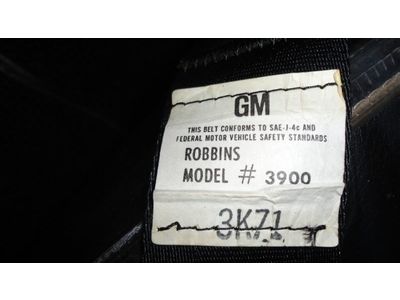 GM
THIS BELT CONFORMS TO SAE-J-4c AND
FEDERAL MOTOR VEHICLE SAFETY STANDARDS
ROBBINS
MODEL # 3900
3K71